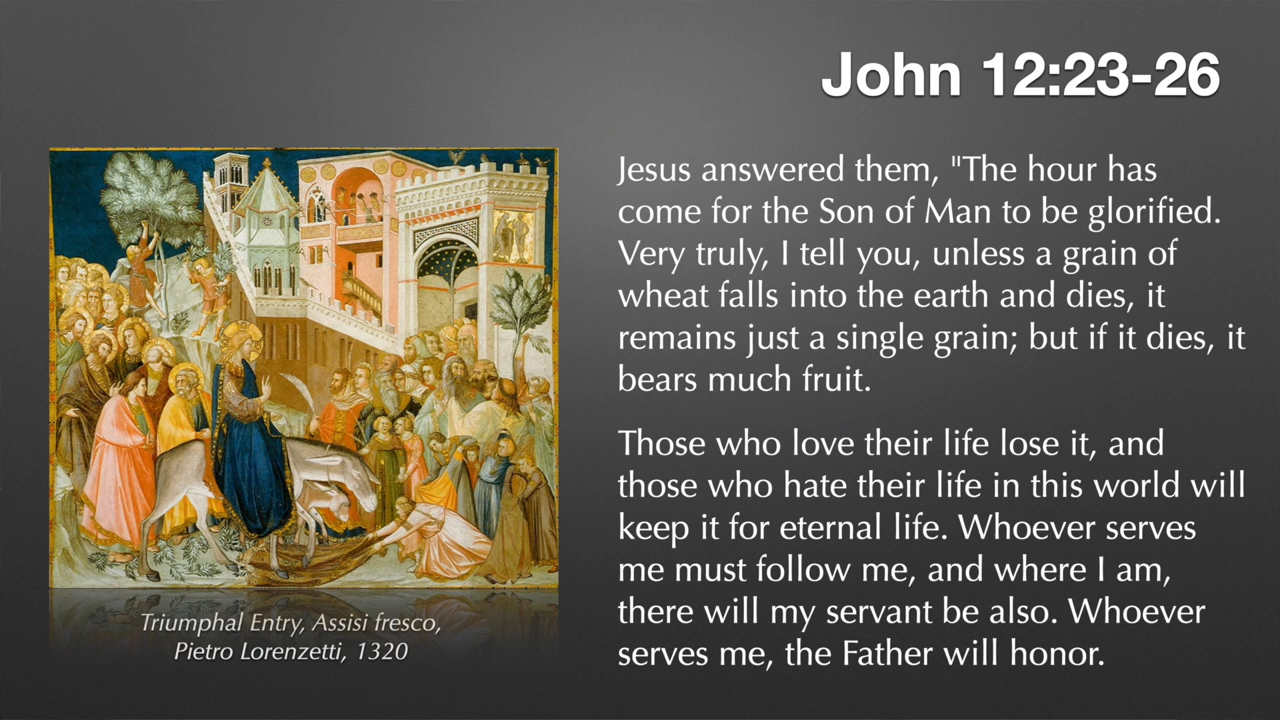 John 12:23-26
Jesus answered them, "The hour has
come for the Son of Man to be glorified.
Very truly, I tell you, unless a grain of
wheat falls into the earth and dies, it
remains just a single grain; but if it dies, it
bears much fruit.
Those who love their life lose it, and
those who hate their life in this world will
keep it for eternal life. Whoever serves
me must follow me, and where I am,
there will my servant be also. Whoever
serves me, the Father will honor.
Triumphal Entry, Assisi fresco,
Pietro Lorenzetti, 1320